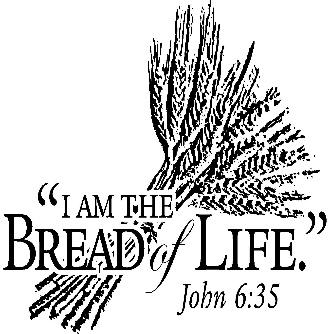 “I AM THE
BREAD of LIFE.”
John 6:35